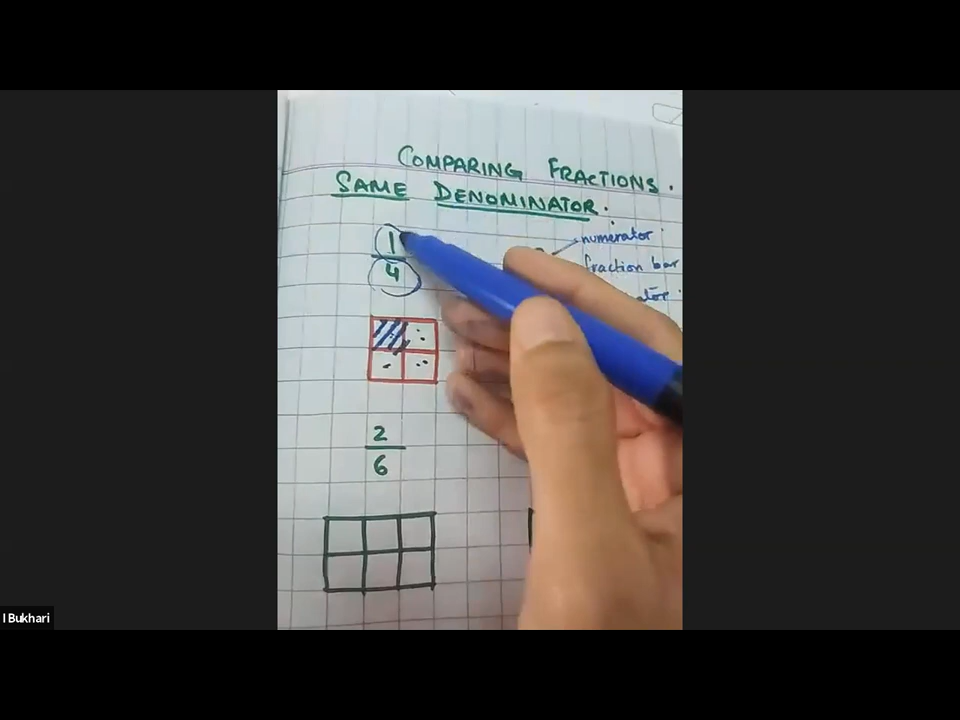 COMPARING FRACTIONS.
SAME DENOMINATOR.
1
4
numerator
fraction bar
2
6
I Bukhari